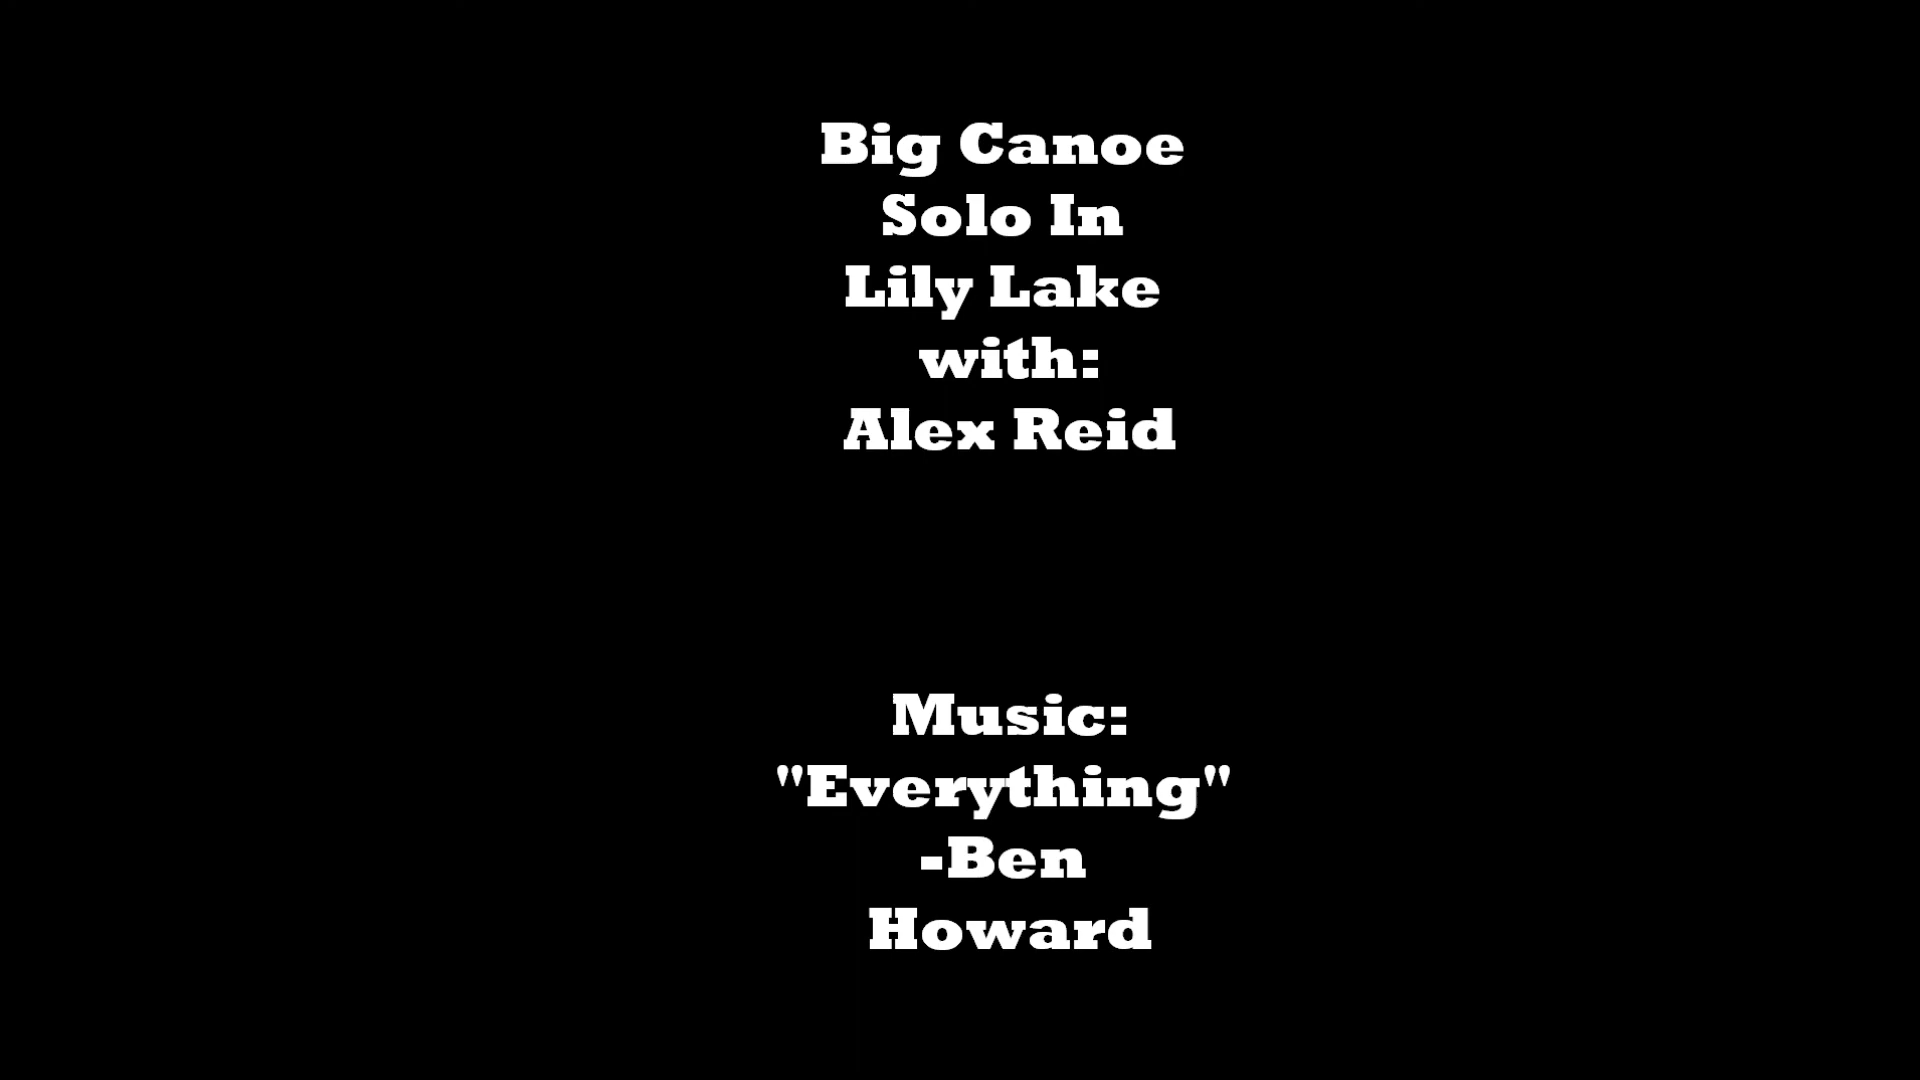 Big Canoe
Solo In
Lily Lake
with:
Alex Reid
Music:
"Everything"
-Ben
Howard